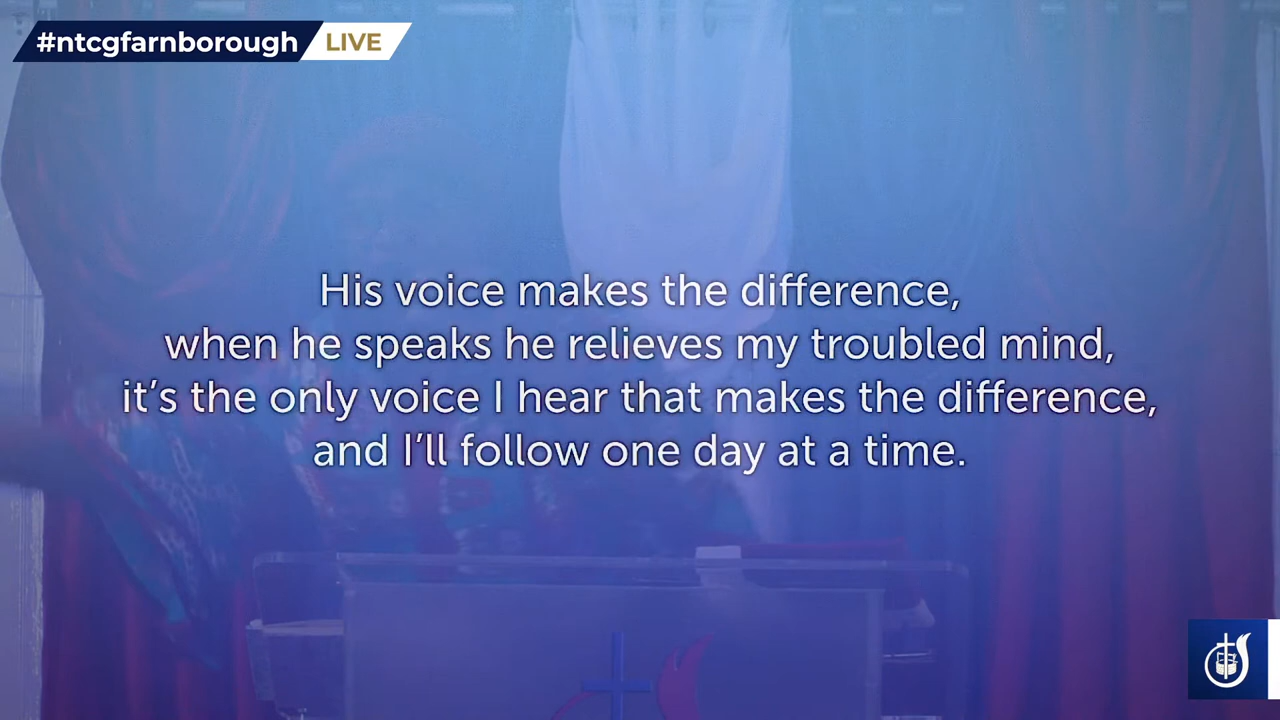 #ntcgfarnborough LIVE
His voice makes the difference,
when he speaks he relieves my troubled mind,
it’s the only voice I hear that makes the difference,
and I’ll follow one day at a time.